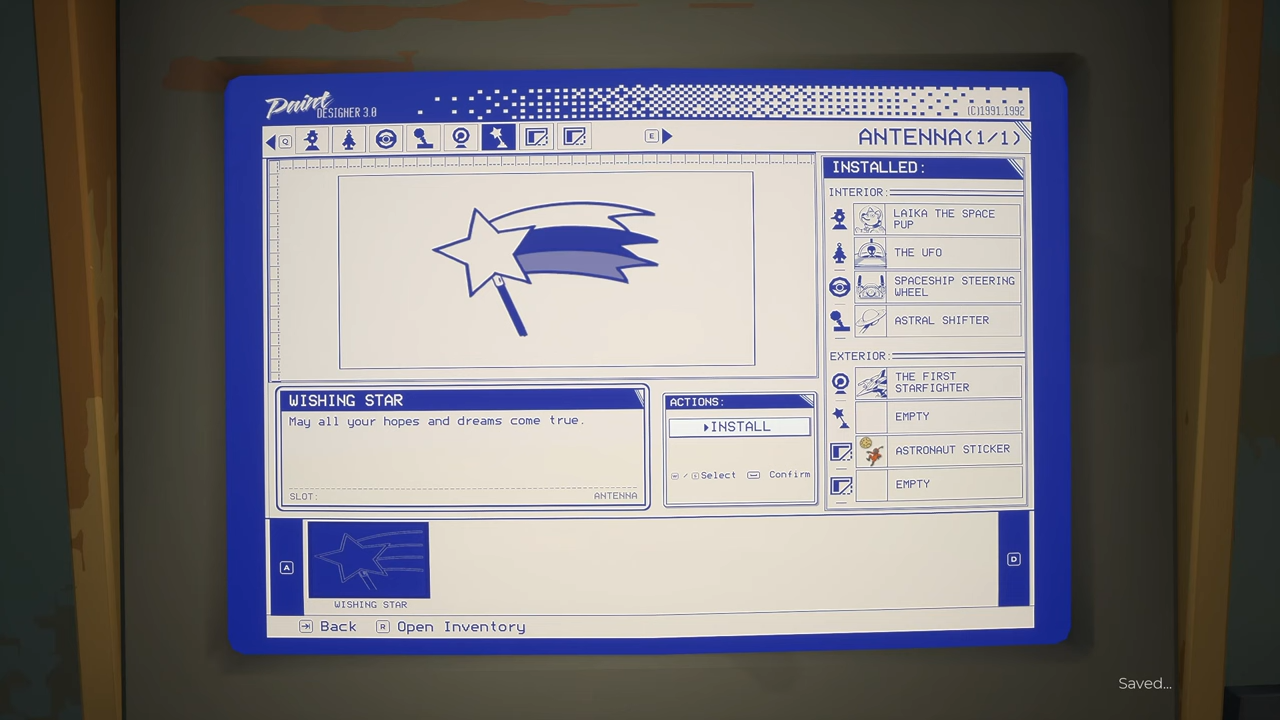 Paint
DESIGNER 3.0
(C)1991.1992
Q
E
ANTENNA(1/1)
INSTALLED:
INTERIOR:
LAIKA THE SPACE
PUP
THE UFO
SPACESHIP STEERING
WHEEL
ASTRAL SHIFTER
EXTERIOR:
THE FIRST
STARFIGHTER
EMPTY
ASTRONAUT STICKER
EMPTY
WISHING STAR
May all your hopes and dreams come true.
SLOT:
ANTENNA
ACTIONS:
INSTALL
Select
Confirm
A
WISHING STAR
D
Back
R Open Inventory
Saved...